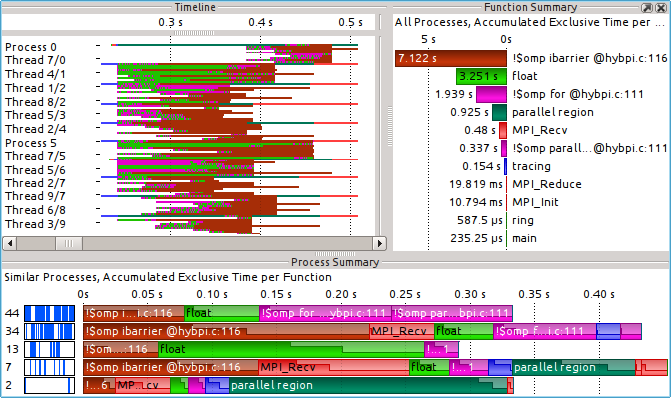 Timeline
0.3 s 0.4 s 0.5 s
Process 0
Thread 7/0
Thread 4/1
Thread 1/2
Thread 8/2
Thread 5/3
Thread 2/4
Process 5
Thread 7/5
Thread 5/6
Thread 2/7
Thread 9/7
Thread 6/8
Thread 3/9
Function Summary
All Processes, Accumulated Exclusive Time per ...
5 s 0s
7.122 s !$omp ibarrier @hybpi.c:116
3.251 s float
1.939 s !$omp for @hybpi.c:111
0.925 s parallel region
0.48 s MPI_Recv
0.337 s !$omp parall...@hybpi.c:111
0.154 s tracing
19.819 ms MPI_Reduce
10.794 ms MPI_Init
587.5 µs ring
235.25 µs main
Process Summary
Similar Processes, Accumulated Exclusive Time per Function
0s 0.05 s 0.10 s 0.15 s 0.20 s 0.25 s 0.30 s 0.35 s 0.40 s
44 !$omp i...i.c:116 float !$omp for ...ybpi.c:111 !$omp par...bpi.c:111
34 !$omp ibarrier @hybpi.c:116 MPI_Recv float !$omp f...i.c:111
13 !$om....:116 float !...1
7 !$omp ibarrier @hybpi.c:116 MPI_Recv float !...1 parallel region
2 !...6 MP...cv parallel region